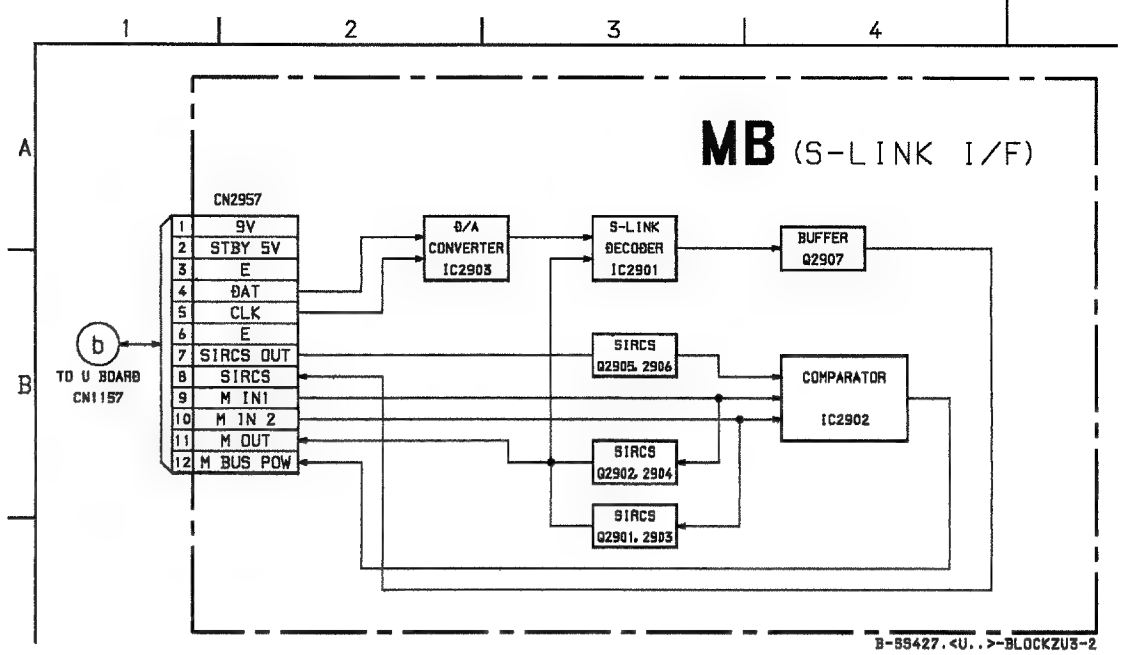 1 2 3 4
A
MB (S-LINK I/F)
CN2957
1 9V
2 STBY 5V
3 E
4 DAT
5 CLK
6 E
7 SIRCS OUT
8 SIRCS
9 M IN1
10 M IN 2
11 M OUT
12 M BUS POW
D/A
CONVERTER
IC2903
S-LINK
DECODER
IC2901
BUFFER
Q2907
b
TO U BOARD
CN1157
B
SIRCS
Q2905, 2906
COMPARATOR
IC2902
SIRCS
Q2902, 2904
SIRCS
Q2901, 2903
B-SS427.<U..>-BLOCKZU3-2